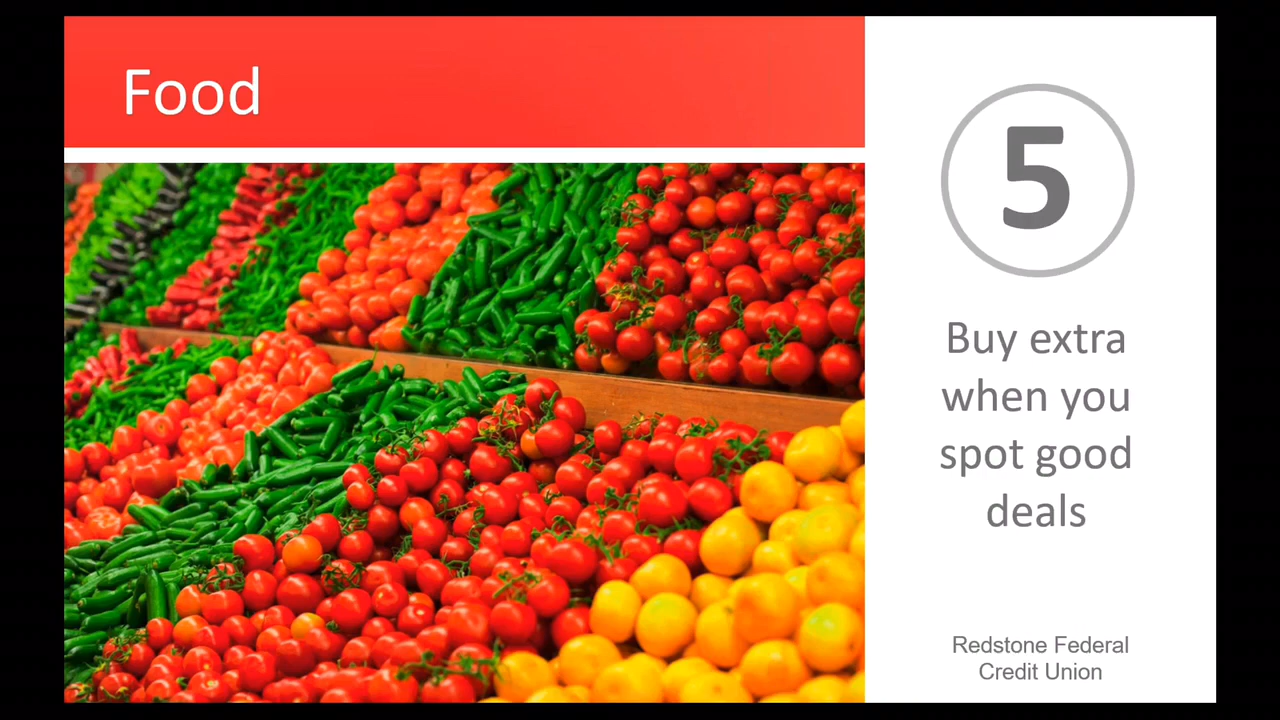 Food
5
Buy extra
when you
spot good
deals
Redstone Federal
Credit Union